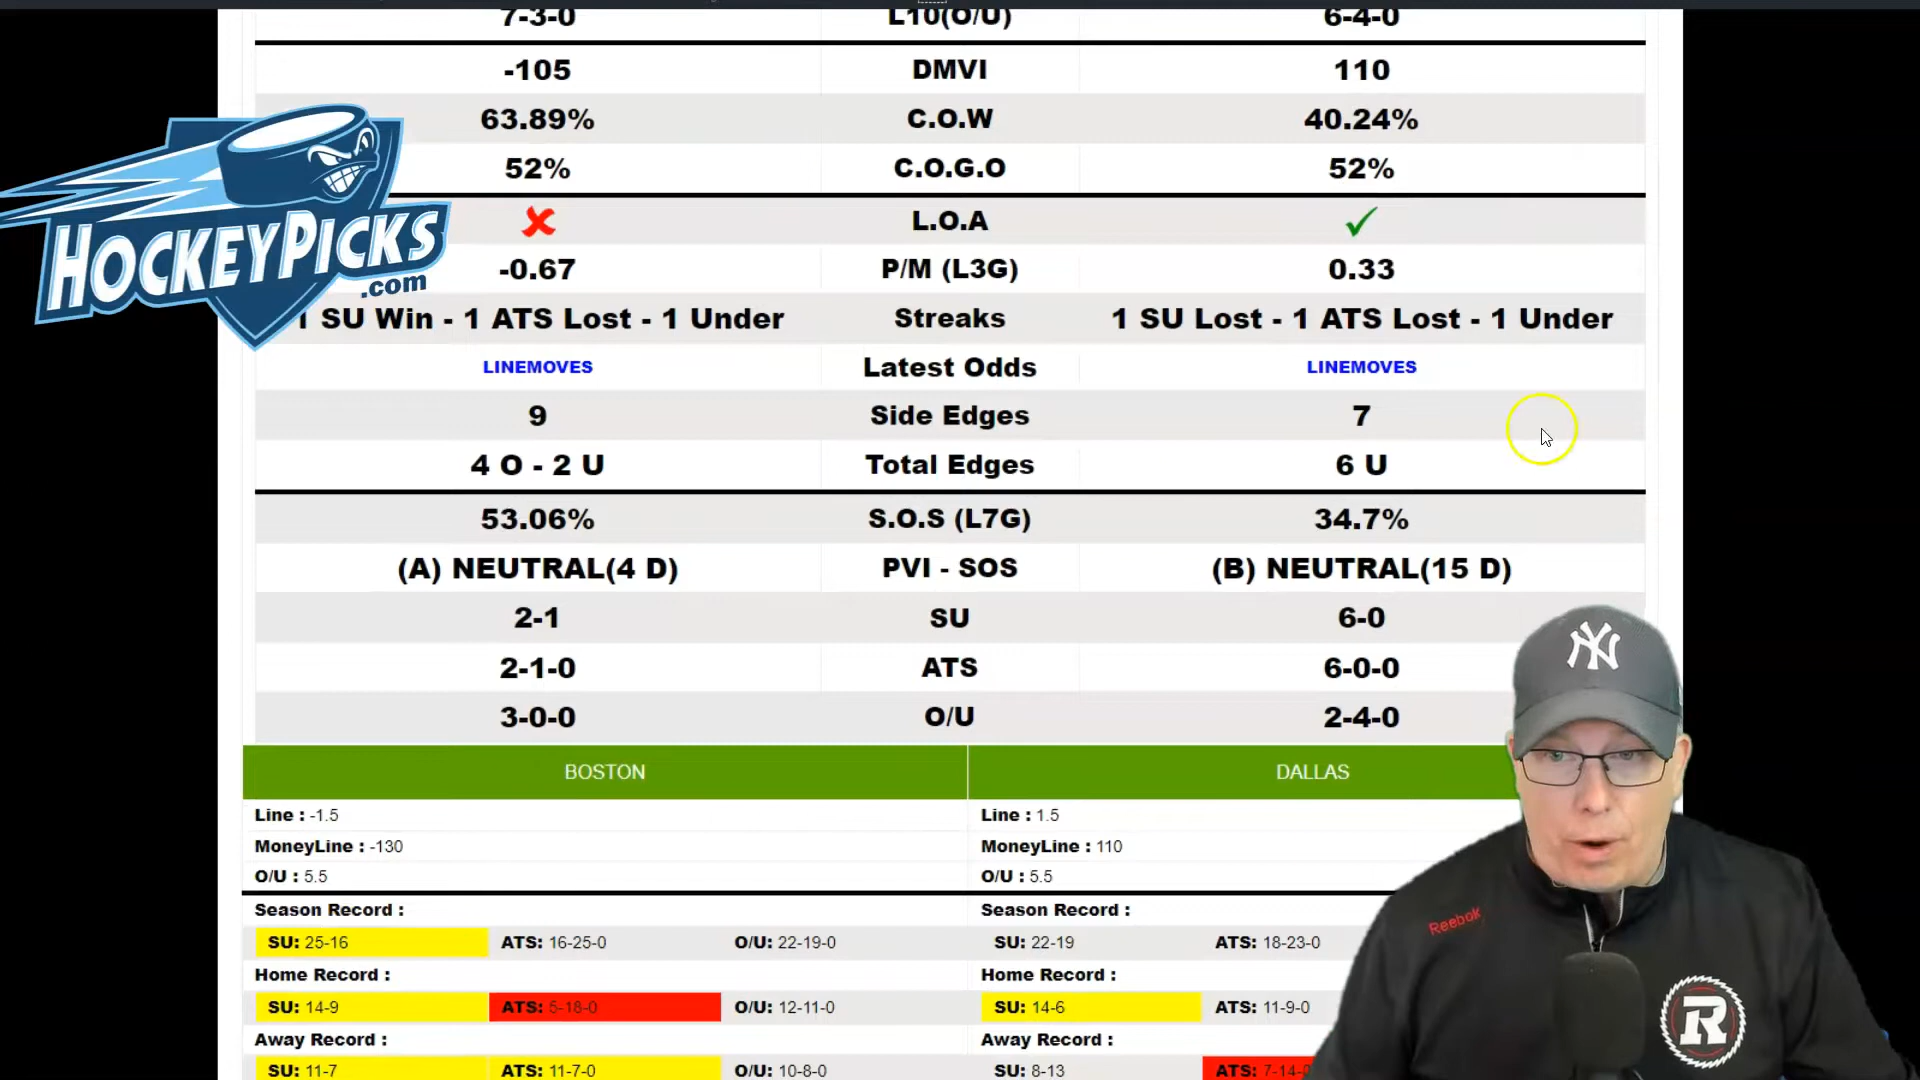 7-3-0 L10(O/U) 6-4-0
-105 DMVI 110
63.89% C.O.W 40.24%
52% C.O.G.O 52%
HOCKEYPICKS
.com
L.O.A
-0.67 P/M (L3G) 0.33
1 SU Win - 1 ATS Lost - 1 Under Streaks 1 SU Lost - 1 ATS Lost - 1 Under
LINEMOVES Latest Odds LINEMOVES
9 Side Edges 7
4 O - 2 U Total Edges 6 U
53.06% S.O.S (L7G) 34.7%
(A) NEUTRAL(4 D) PVI - SOS (B) NEUTRAL(15 D)
2-1 SU 6-0
2-1-0 ATS 6-0-0
3-0-0 O/U 2-4-0
NY
BOSTON DALLAS
Line : -1.5 Line : 1.5
MoneyLine : -130 MoneyLine : 110
O/U : 5.5 O/U : 5.5
Season Record : Season Record :
SU: 25-16 ATS: 16-25-0 O/U: 22-19-0 SU: 22-19 ATS: 18-23-0
Reebok
Home Record : Home Record :
SU: 14-9 ATS: 5-18-0 O/U: 12-11-0 SU: 14-6 ATS: 11-9-0
R
Away Record : Away Record :
SU: 11-7 ATS: 11-7-0 O/U: 10-8-0 SU: 8-13 ATS: 7-14-0